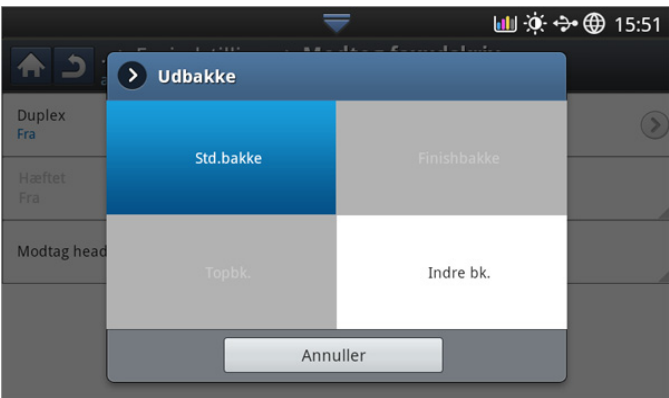 15:51
Udbakke
Duplex
Fra
Std.bakke
Finishbakke
Hæftet
Fra
Modtag head
Topbk.
Indre bk.
Annuller